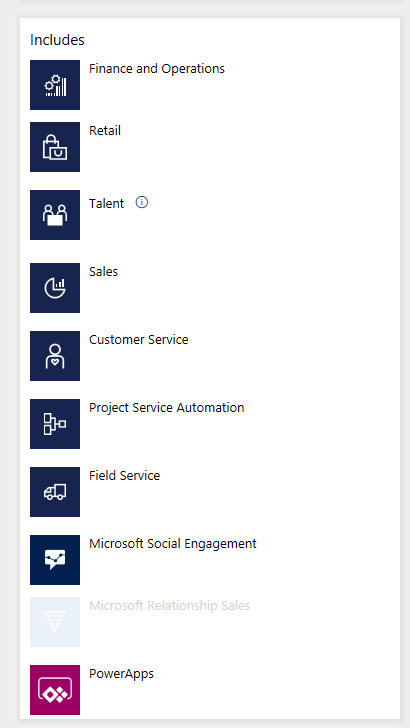 Includes
Finance and Operations
Retail
Talent
Sales
Customer Service
Project Service Automation
Field Service
Microsoft Social Engagement
Microsoft Relationship Sales
PowerApps